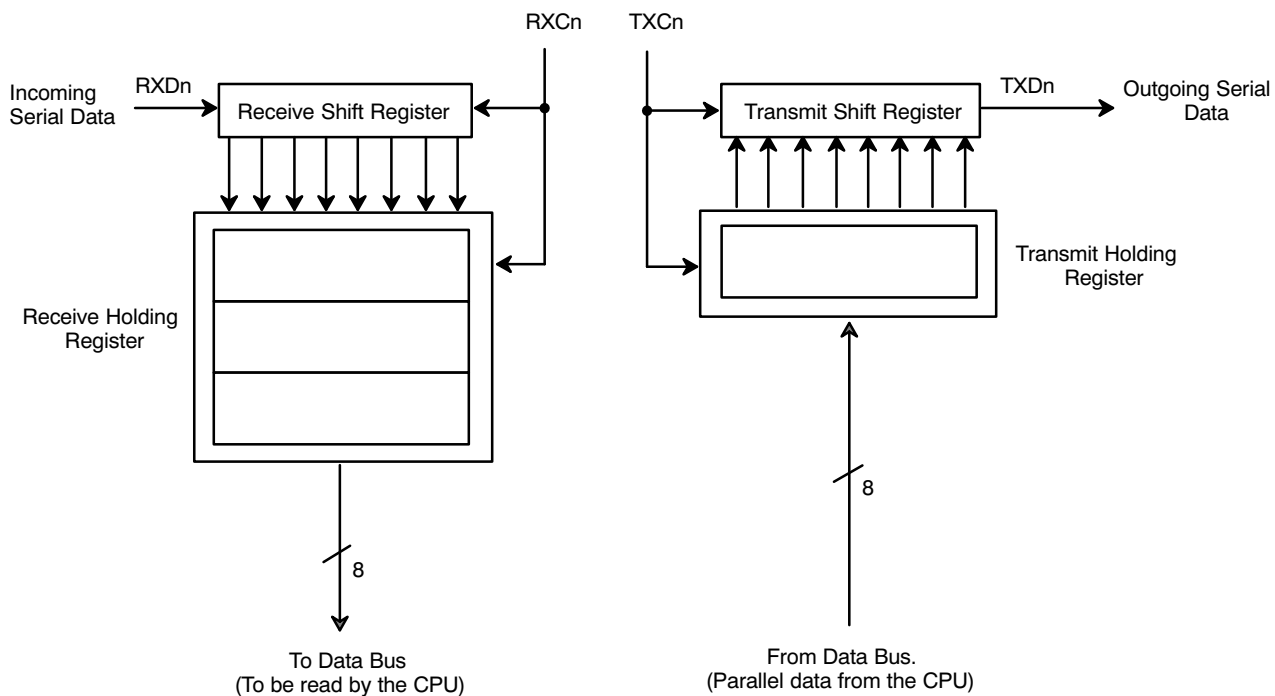 RXCn
TXCn
Incoming
Serial Data
RXDn
Receive Shift Register
Transmit Shift Register
TXDn
Outgoing Serial
Data
Receive Holding
Register
Transmit Holding
Register
8
8
To Data Bus
(To be read by the CPU)
From Data Bus.
(Parallel data from the CPU)